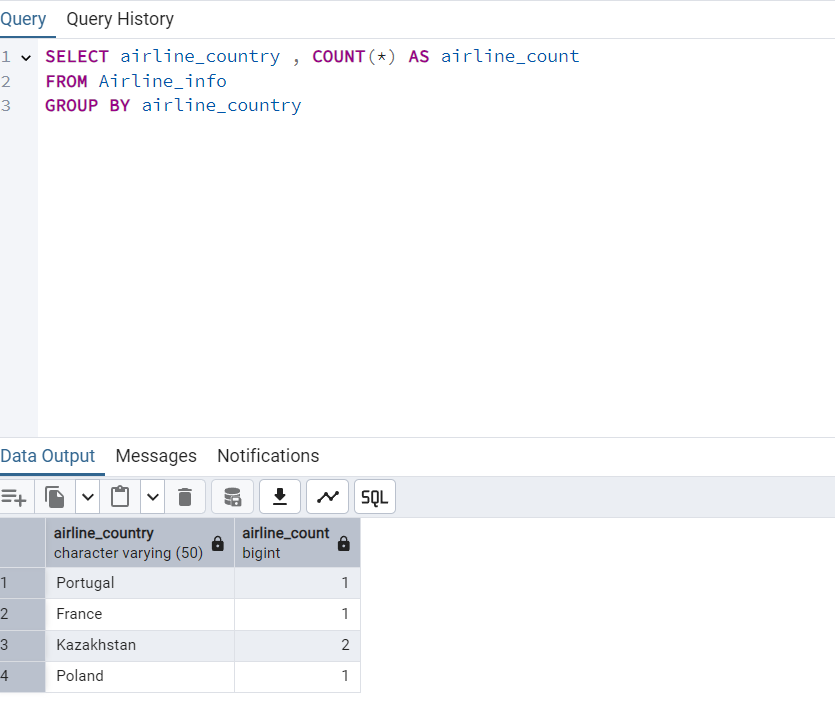 Query Query History
1 SELECT airline_country , COUNT(*) AS airline_count
2 FROM Airline_info
3 GROUP BY airline_country
Data Output Messages Notifications
SQL
airline_country airline_count
character varying (50) bigint
1 Portugal 1
2 France 1
3 Kazakhstan 2
4 Poland 1